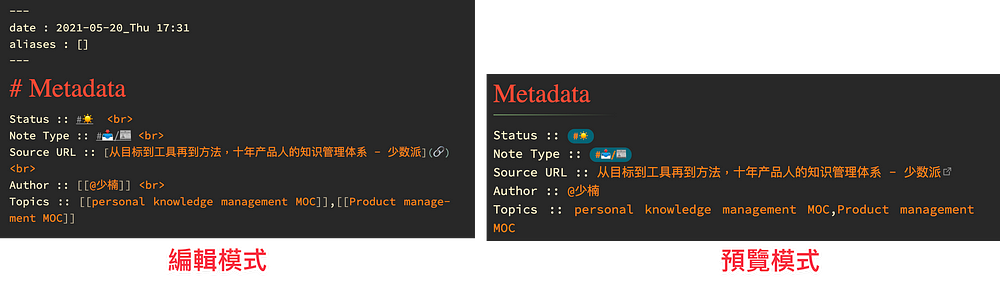 ---
date : 2021-05-20_Thu 17:31
aliases : []
---
# Metadata
Status :: #☀️ <br>
Note Type :: #📥/📰 <br>
Source URL :: [从目标到工具再到方法，十年产品人的知识管理体系 - 少数派](🔗)
<br>
Author :: [[@少楠]] <br>
Topics :: [[personal knowledge management MOC]],[[Product manage-
ment MOC]]
編輯模式
Metadata
Status :: #☀️
Note Type :: #📥/📰
Source URL :: 从目标到工具再到方法，十年产品人的知识管理体系 - 少数派
Author :: @少楠
Topics :: personal knowledge management MOC,Product management
MOC
預覽模式